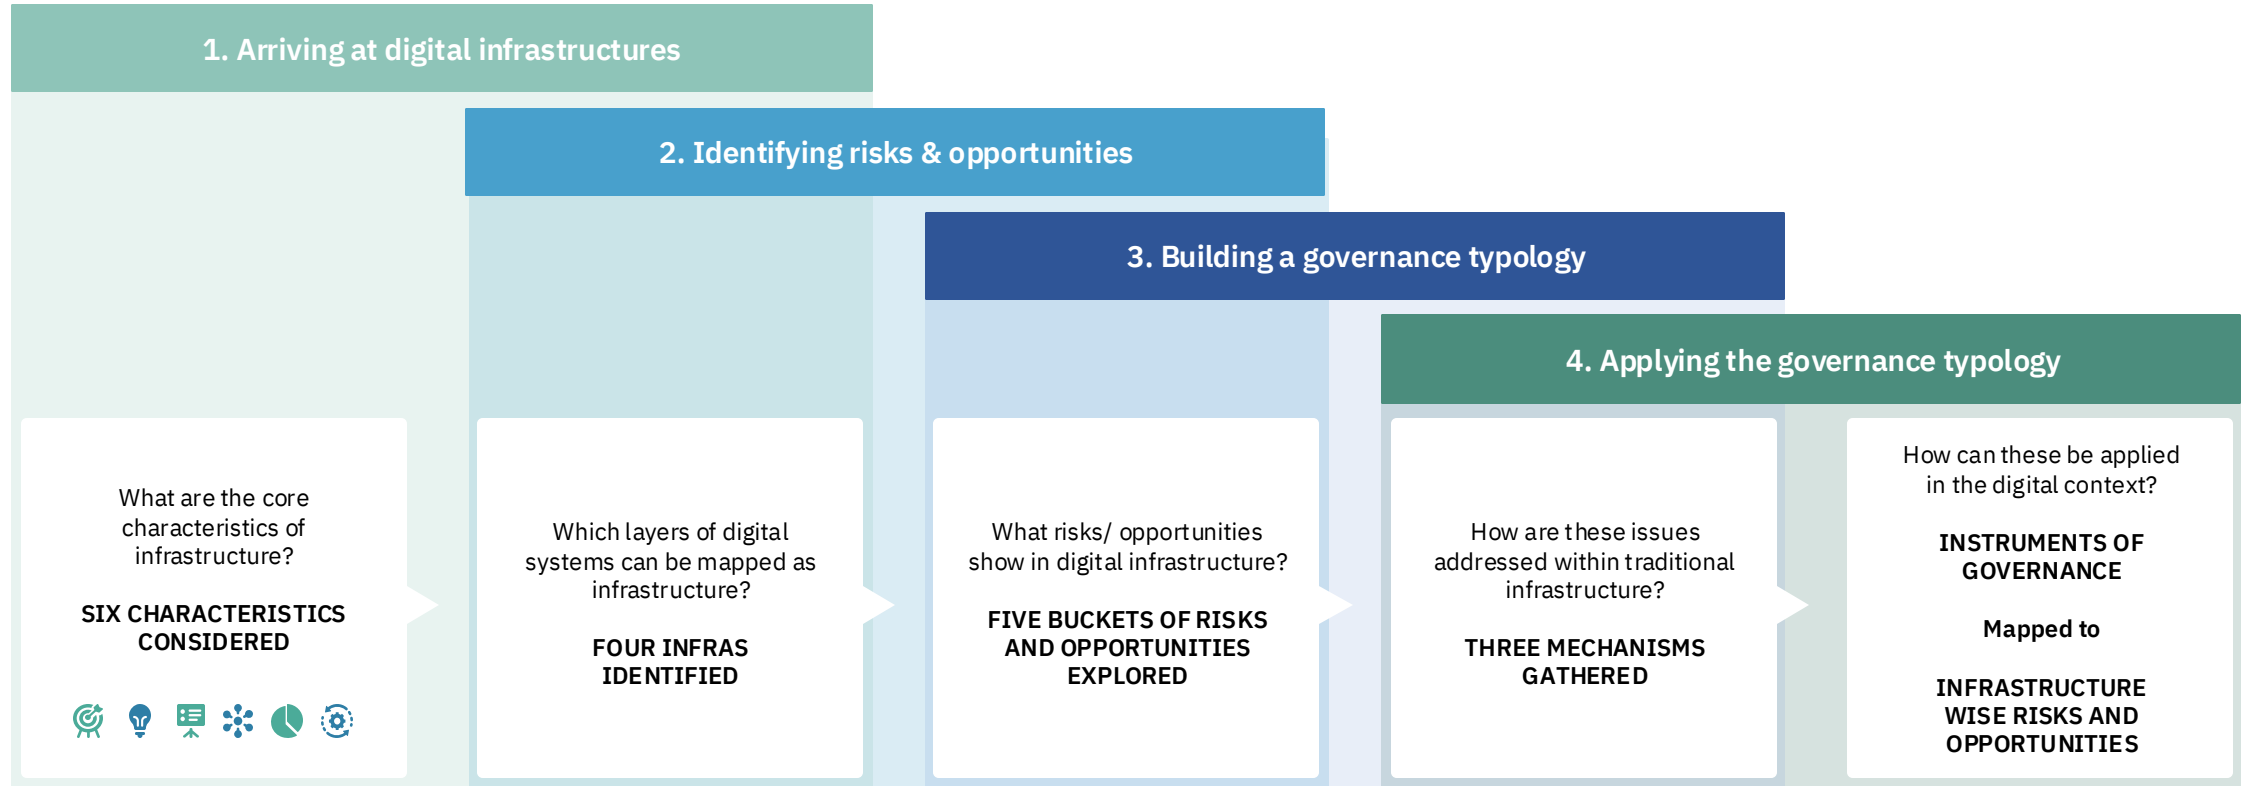 1. Arriving at digital infrastructures
2. Identifying risks & opportunities
3. Building a governance typology
4. Applying the governance typology
What are the core
characteristics of
infrastructure?
SIX CHARACTERISTICS
CONSIDERED
Which layers of digital
systems can be mapped as
infrastructure?
FOUR INFRAS
IDENTIFIED
What risks/ opportunities
show in digital infrastructure?
FIVE BUCKETS OF RISKS
AND OPPORTUNITIES
EXPLORED
How are these issues
addressed within traditional
infrastructure?
THREE MECHANISMS
GATHERED
How can these be applied
in the digital context?
INSTRUMENTS OF
GOVERNANCE
Mapped to
INFRASTRUCTURE
WISE RISKS AND
OPPORTUNITIES